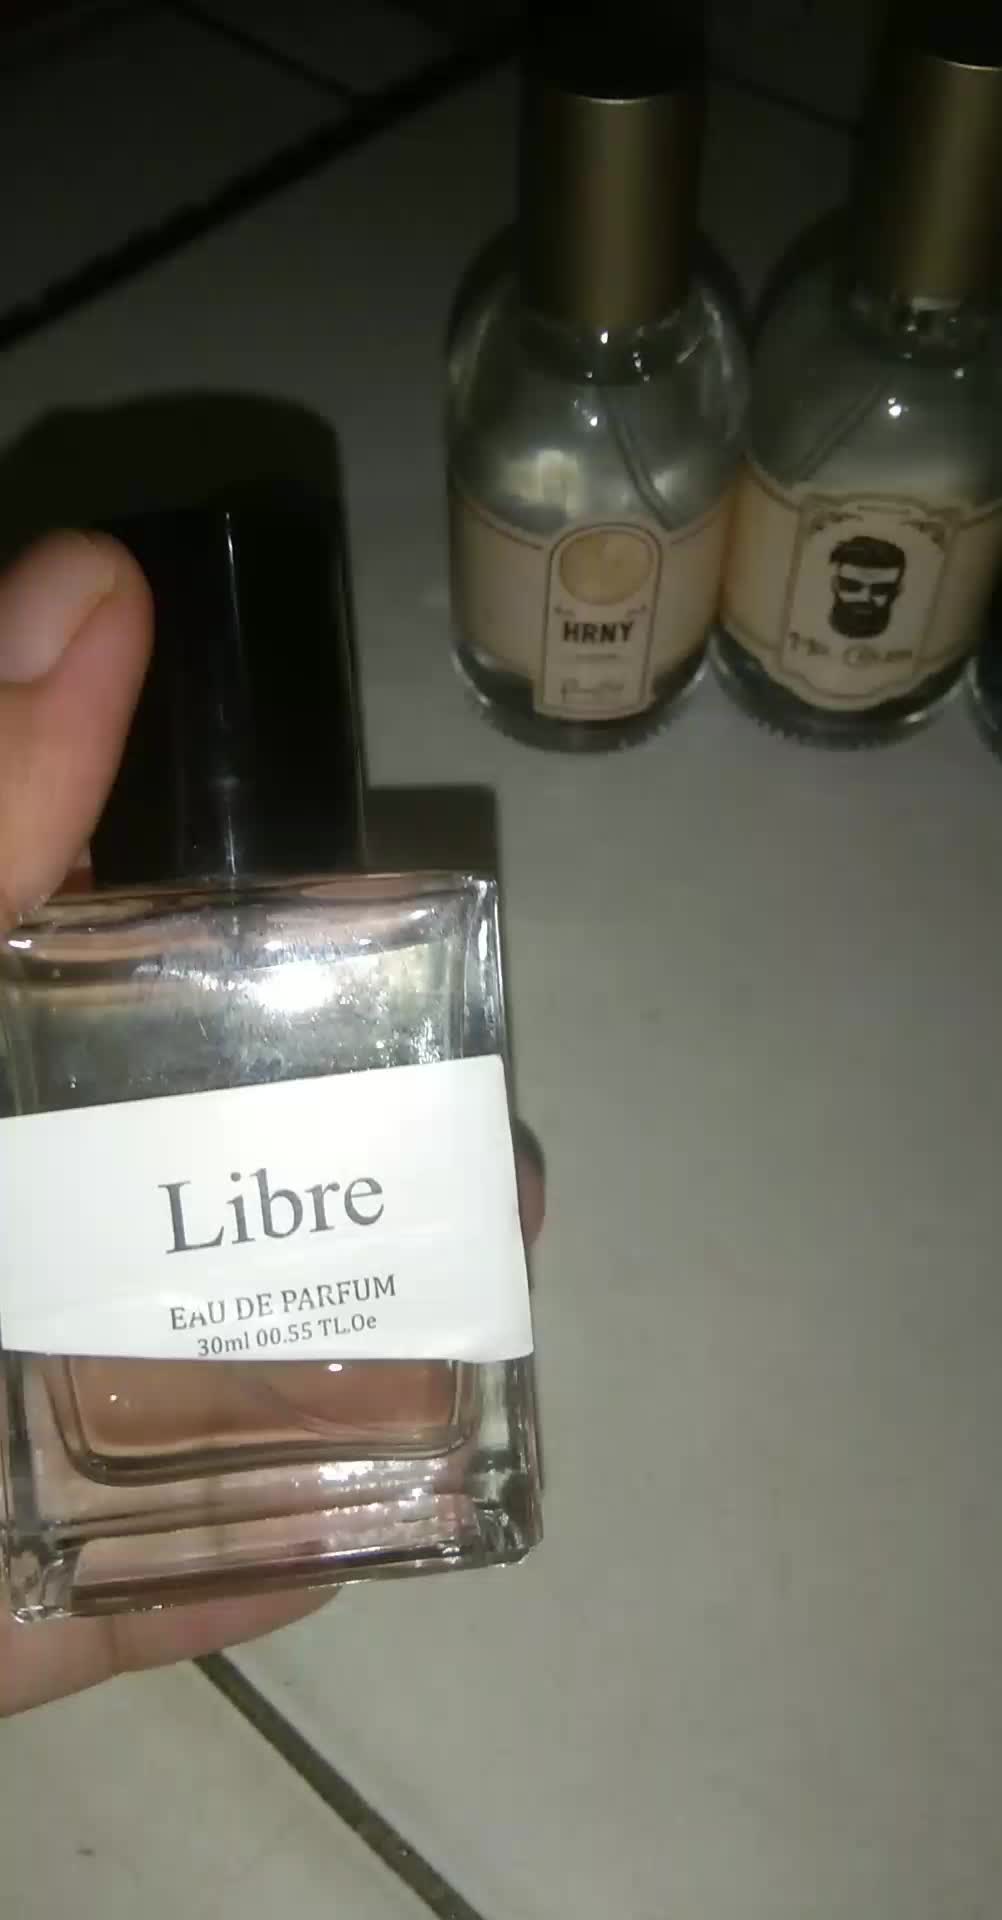 HRNY
Libre
EAU DE PARFUM
30ml 00.55 TL.Oe